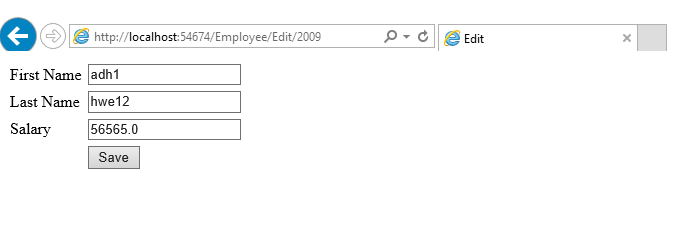 http://localhost:54674/Employee/Edit/2009
Edit
First Name adh1
Last Name hwe12
Salary 56565.0
Save